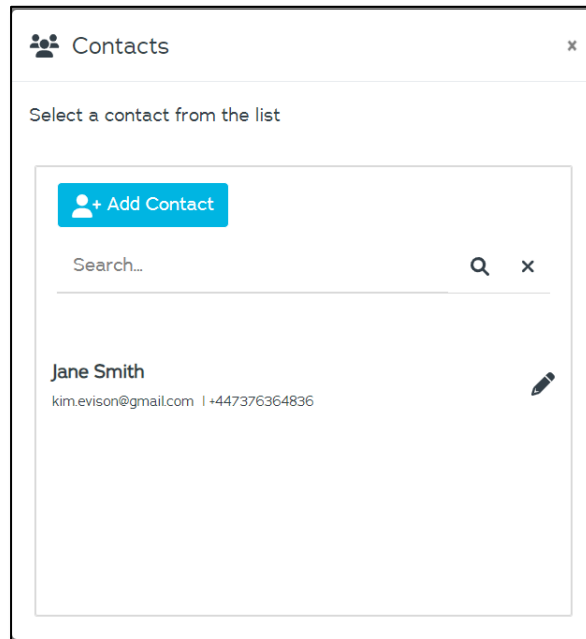 Contacts ×
Select a contact from the list
+ Add Contact
Search... ×
Jane Smith
kim.evison@gmail.com | +447376364836